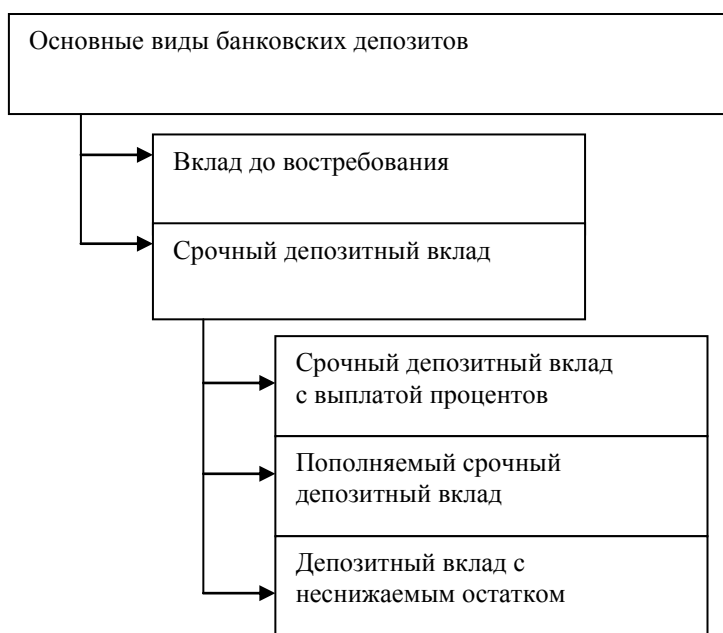 Основные виды банковских депозитов
Вклад до востребования
Срочный депозитный вклад
Срочный депозитный вклад
с выплатой процентов
Пополняемый срочный
депозитный вклад
Депозитный вклад с
неснижаемым остатком